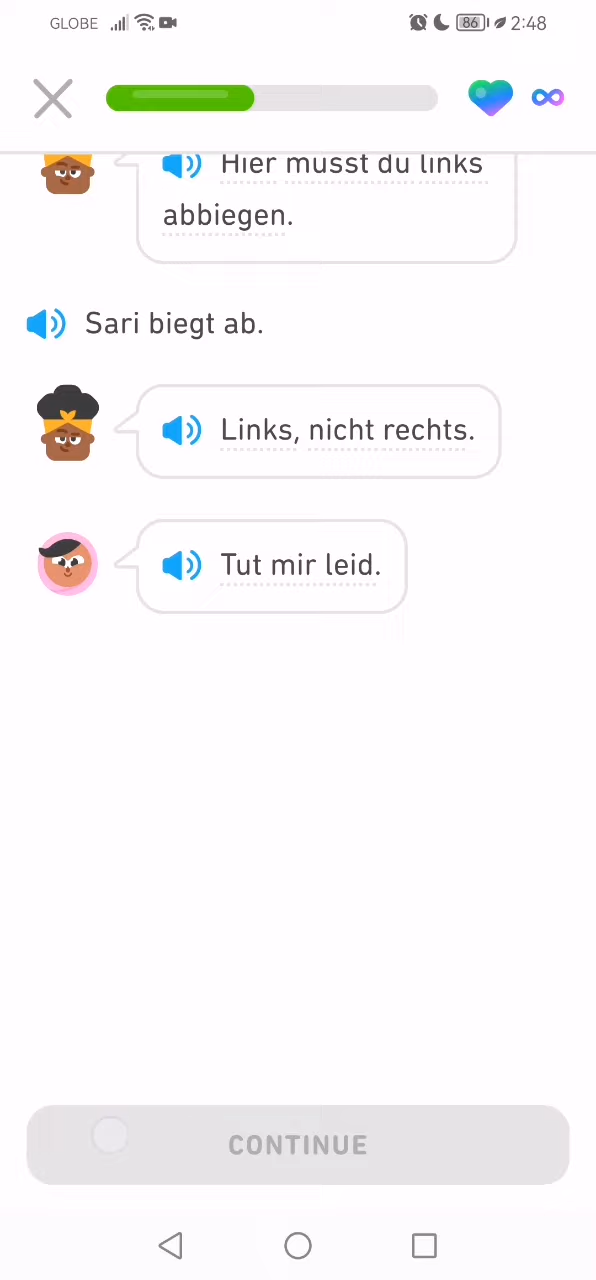 GLOBE 86 2:48
Hier musst du links
abbiegen.
Sari biegt ab.
Links, nicht rechts.
Tut mir leid.
CONTINUE